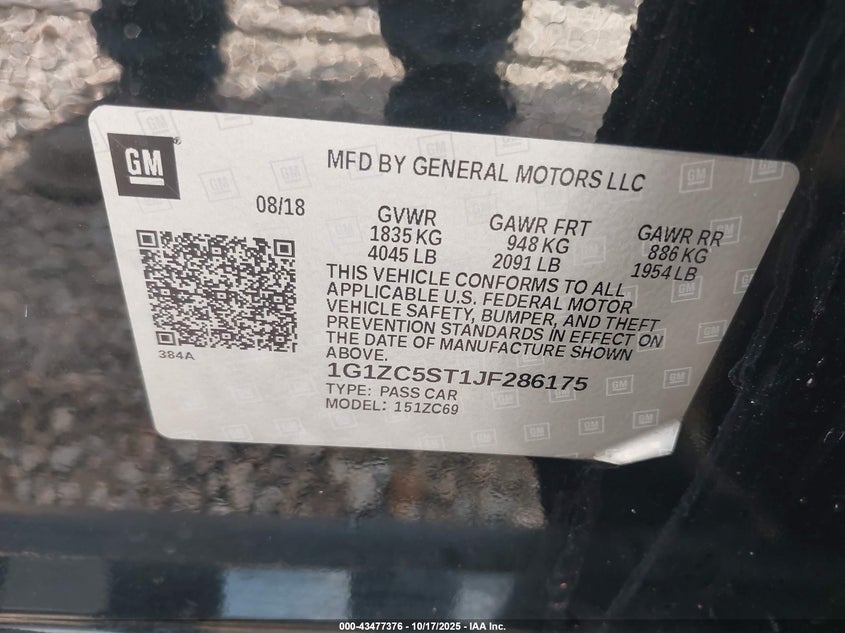 GM
MFD BY GENERAL MOTORS LLC
08/18
GVWR
1835 KG
4045 LB
GAWR FRT
948 KG
2091 LB
GAWR RR
886 KG
1954 LB
THIS VEHICLE CONFORMS TO ALL
APPLICABLE U.S. FEDERAL MOTOR
VEHICLE SAFETY, BUMPER, AND THEFT
PREVENTION STANDARDS IN EFFECT ON
THE DATE OF MANUFACTURE SHOWN
ABOVE.
384A
1G1ZC5ST1JF286175
TYPE: PASS CAR
MODEL: 151ZC69
000-43477376 - 10/17/2025 - IAA Inc.